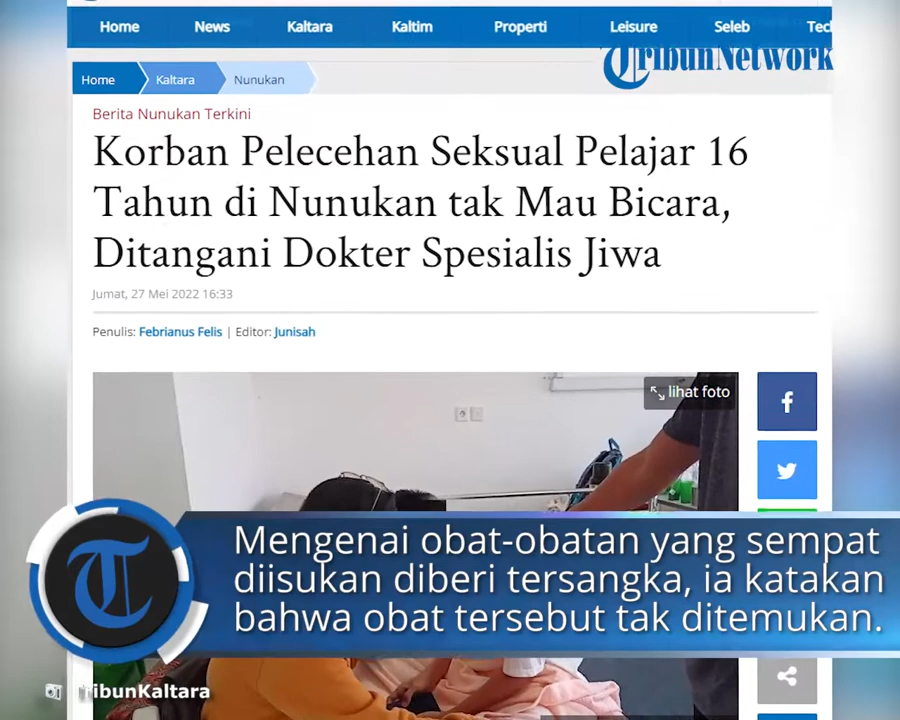 Home News Kaltara Kaltim Properti Leisure Seleb
TribunNetwork
Home Kaltara Nunukan
Berita Nunukan Terkini
Korban Pelecehan Seksual Pelajar 16
Tahun di Nunukan tak Mau Bicara,
Ditangani Dokter Spesialis Jiwa
Jumat, 27 Mei 2022 16:33
Penulis: Febrianus Felis | Editor: Junisah
lihat foto
Mengenai obat-obatan yang sempat
diisukan diberi tersangka, ia katakan
bahwa obat tersebut tak ditemukan.
TribunKaltara